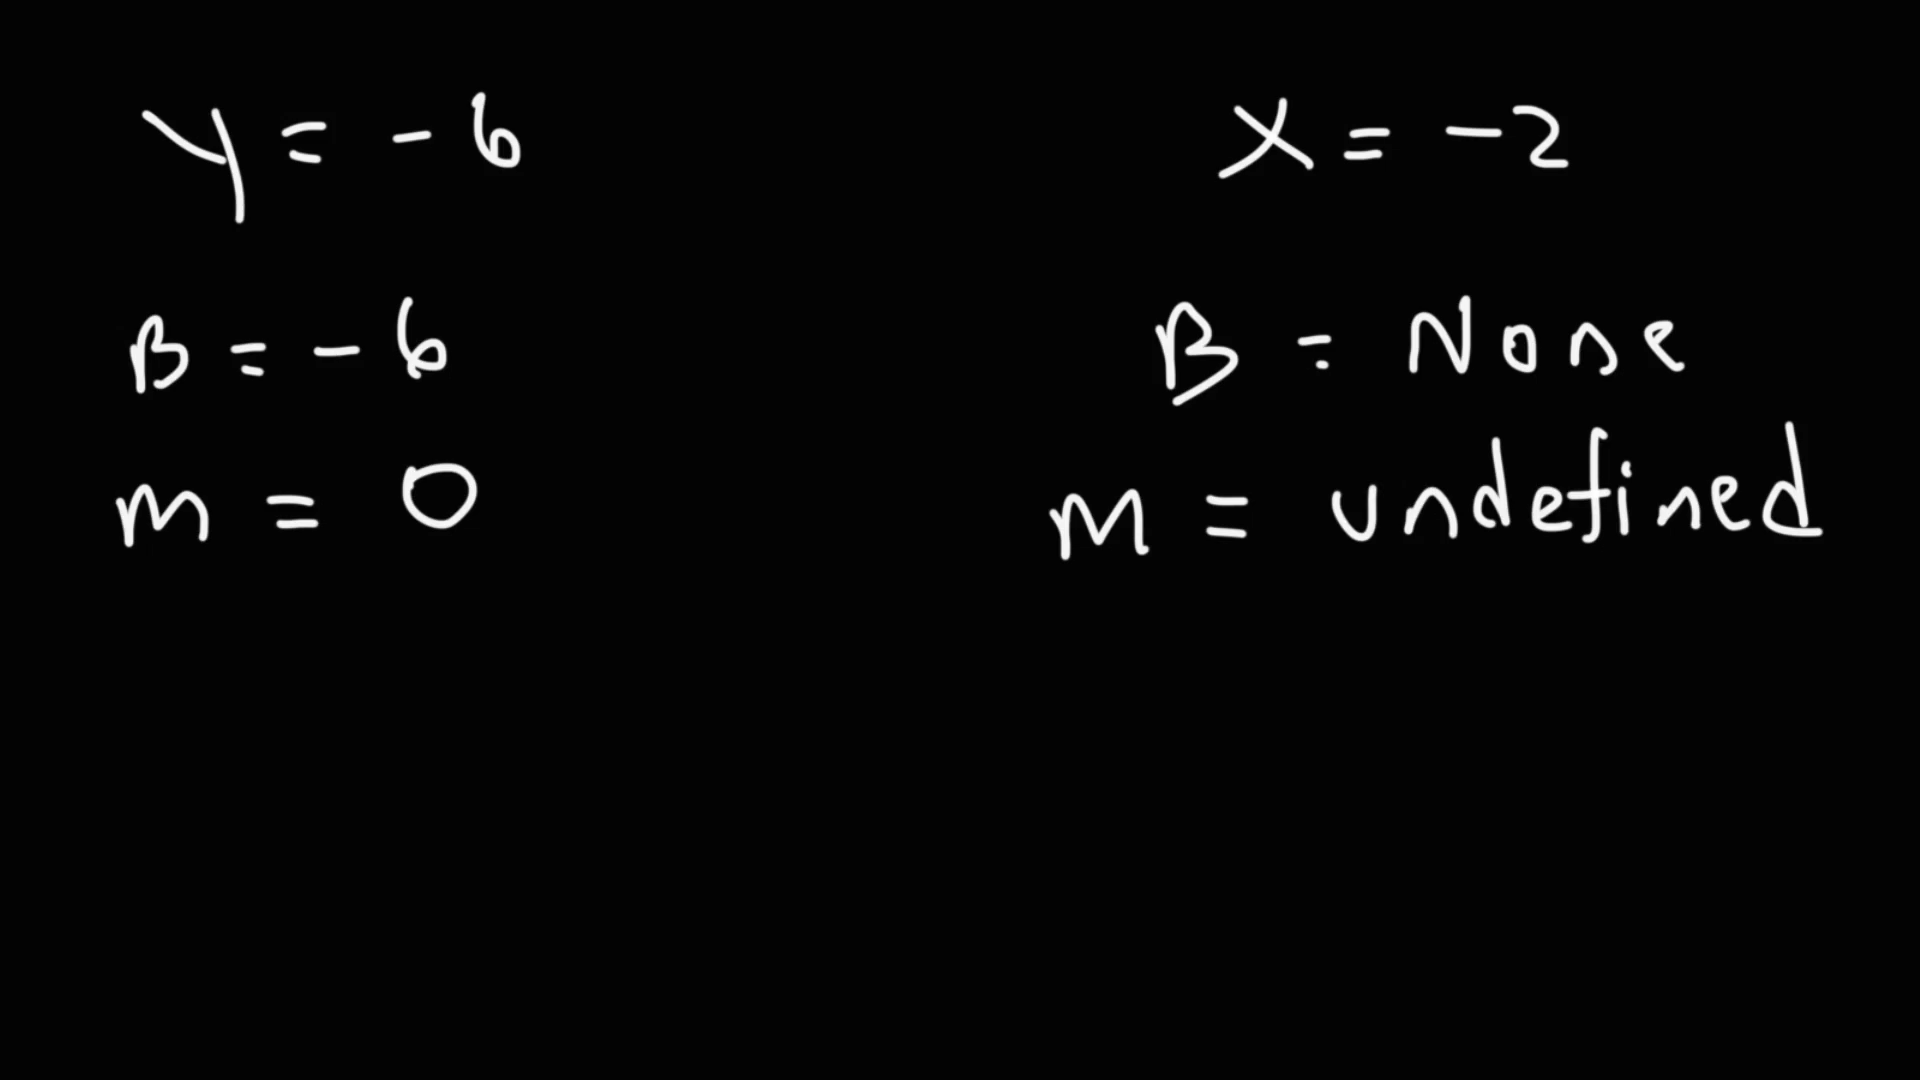 y = -6
B = -6
m = 0
X = -2
B = None
m = undefined